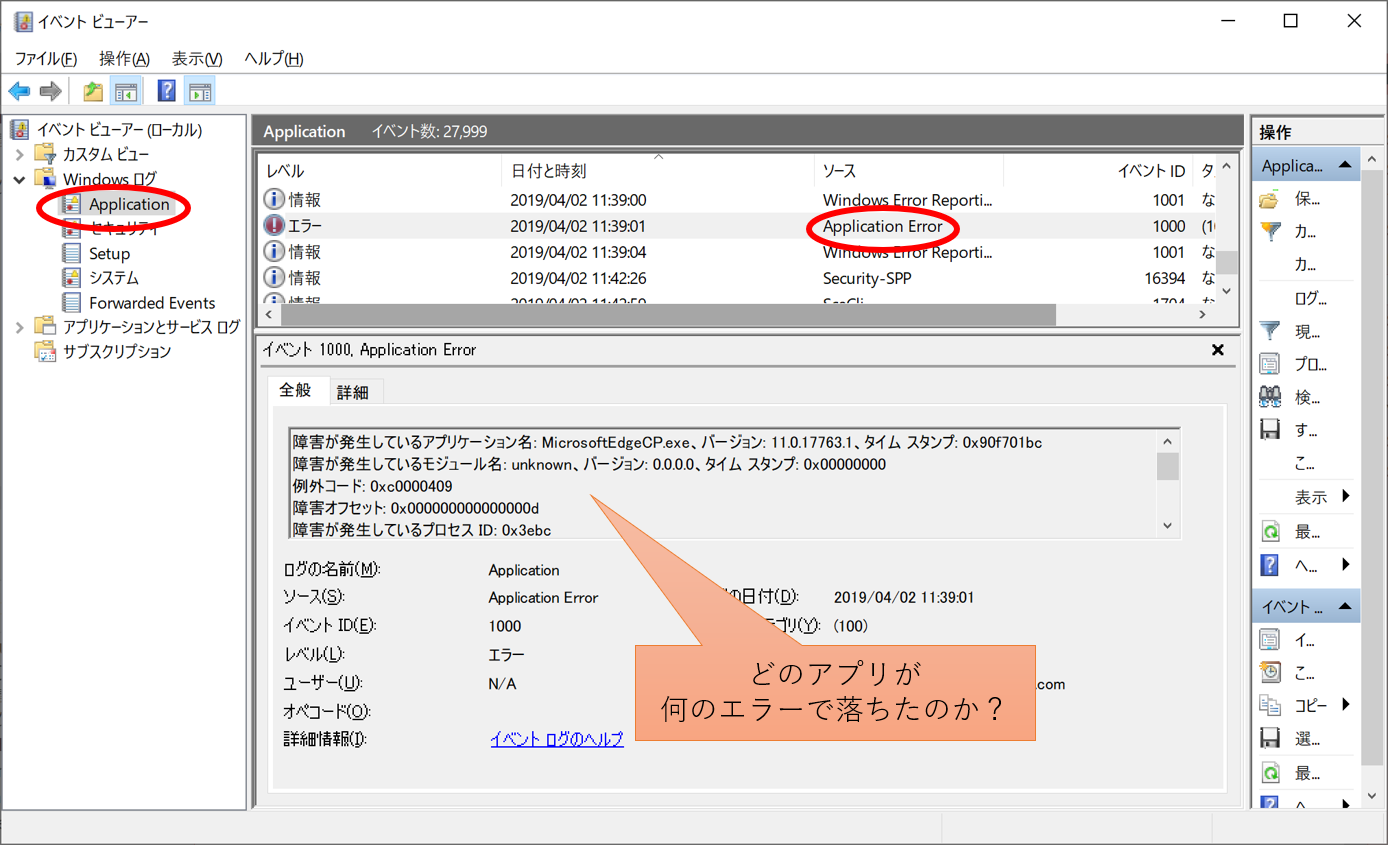 イベント ビューアー
ファイル(F) 操作(A) 表示(V) ヘルプ(H)
イベント ビューアー (ローカル)
カスタム ビュー
Windows ログ
Application
セキュリティ
Setup
システム
Forwarded Events
アプリケーションとサービス ログ
サブスクリプション
Application イベント数: 27,999
レベル 日付と時刻 ソース イベント ID タ
情報 2019/04/02 11:39:00 Windows Error Reporti... 1001 な
エラー 2019/04/02 11:39:01 Application Error 1000 (1(
情報 2019/04/02 11:39:04 Windows Error Reporti... 1001 な
情報 2019/04/02 11:42:26 Security-SPP 16394 な
情報 2019/04/02 11:42:59 SceCli 1704 な
イベント 1000, Application Error
全般 詳細
障害が発生しているアプリケーション名: MicrosoftEdgeCP.exe、バージョン: 11.0.17763.1、タイム スタンプ: 0x90f701bc
障害が発生しているモジュール名: unknown、バージョン: 0.0.0.0、タイム スタンプ: 0x00000000
例外コード: 0xc0000409
障害オフセット: 0x000000000000000d
障害が発生しているプロセス ID: 0x3ebc
ログの名前(M): Application
ソース(S): Application Error の日付(D): 2019/04/02 11:39:01
イベント ID(E): 1000 ゴリ(Y): (100)
レベル(L): エラー
ユーザー(U): N/A .com
オペコード(O):
詳細情報(I): イベント ログのヘルプ
どのアプリが
何のエラーで落ちたのか？
操作
Applica...
保...
カ...
カ...
ログ...
現...
プロ...
検...
す...
こ...
表示
最...
ヘ...
イベント ...
イ...
こ...
コピー
選...
最...